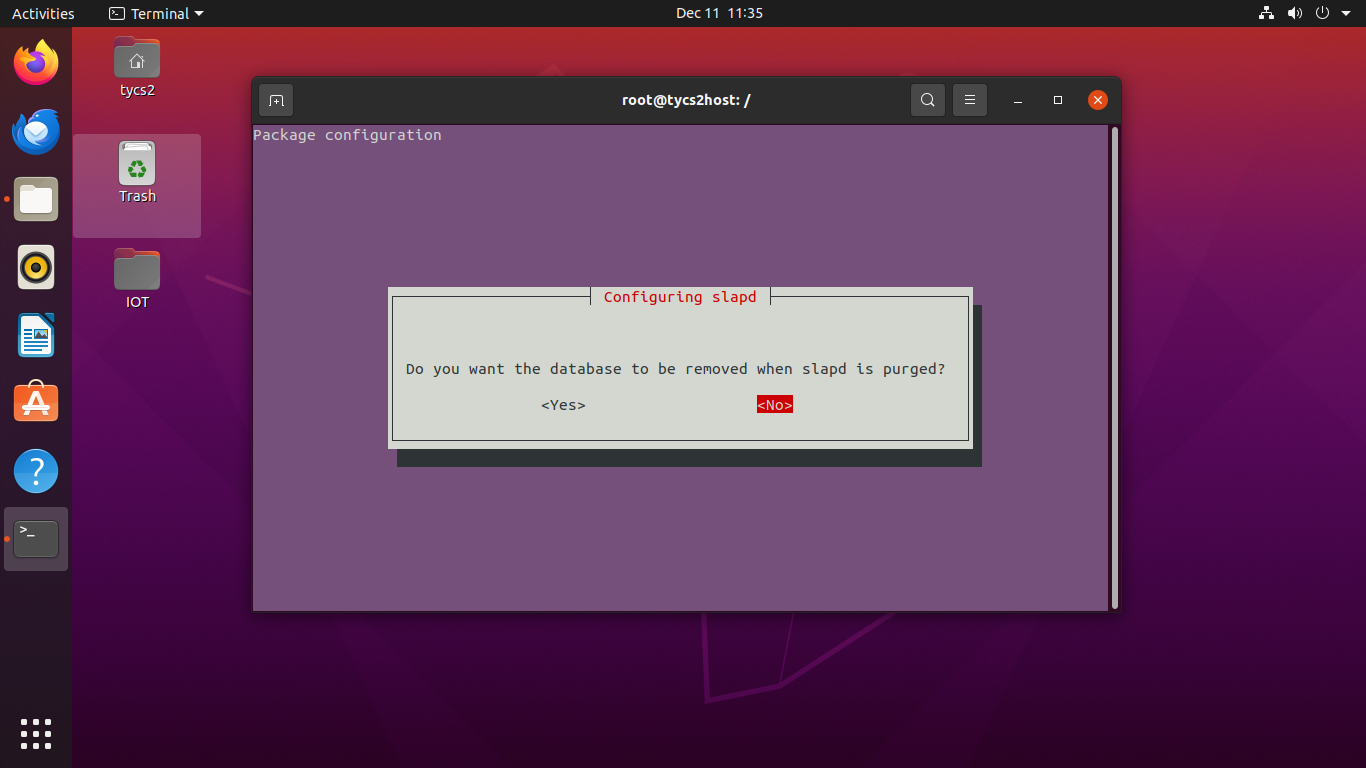 Activities
Terminal
Dec 11 11:35
tycs2
Trash
IOT
root@tycs2host: /
Package configuration
Configuring slapd
Do you want the database to be removed when slapd is purged?
<Yes>
<No>
>_